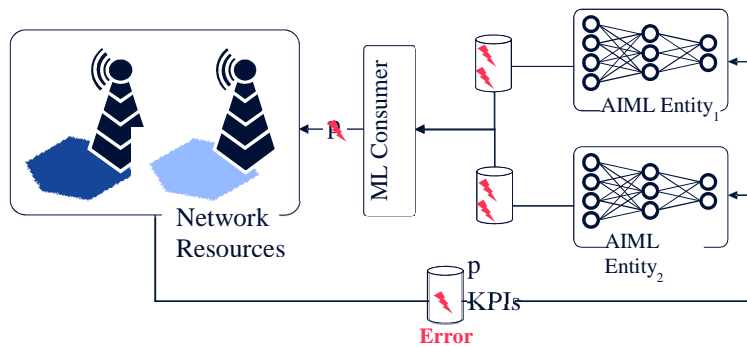 AIML Entity1
p
ML Consumer
Network
Resources
AIML
Entity2
p
KPIs
Error